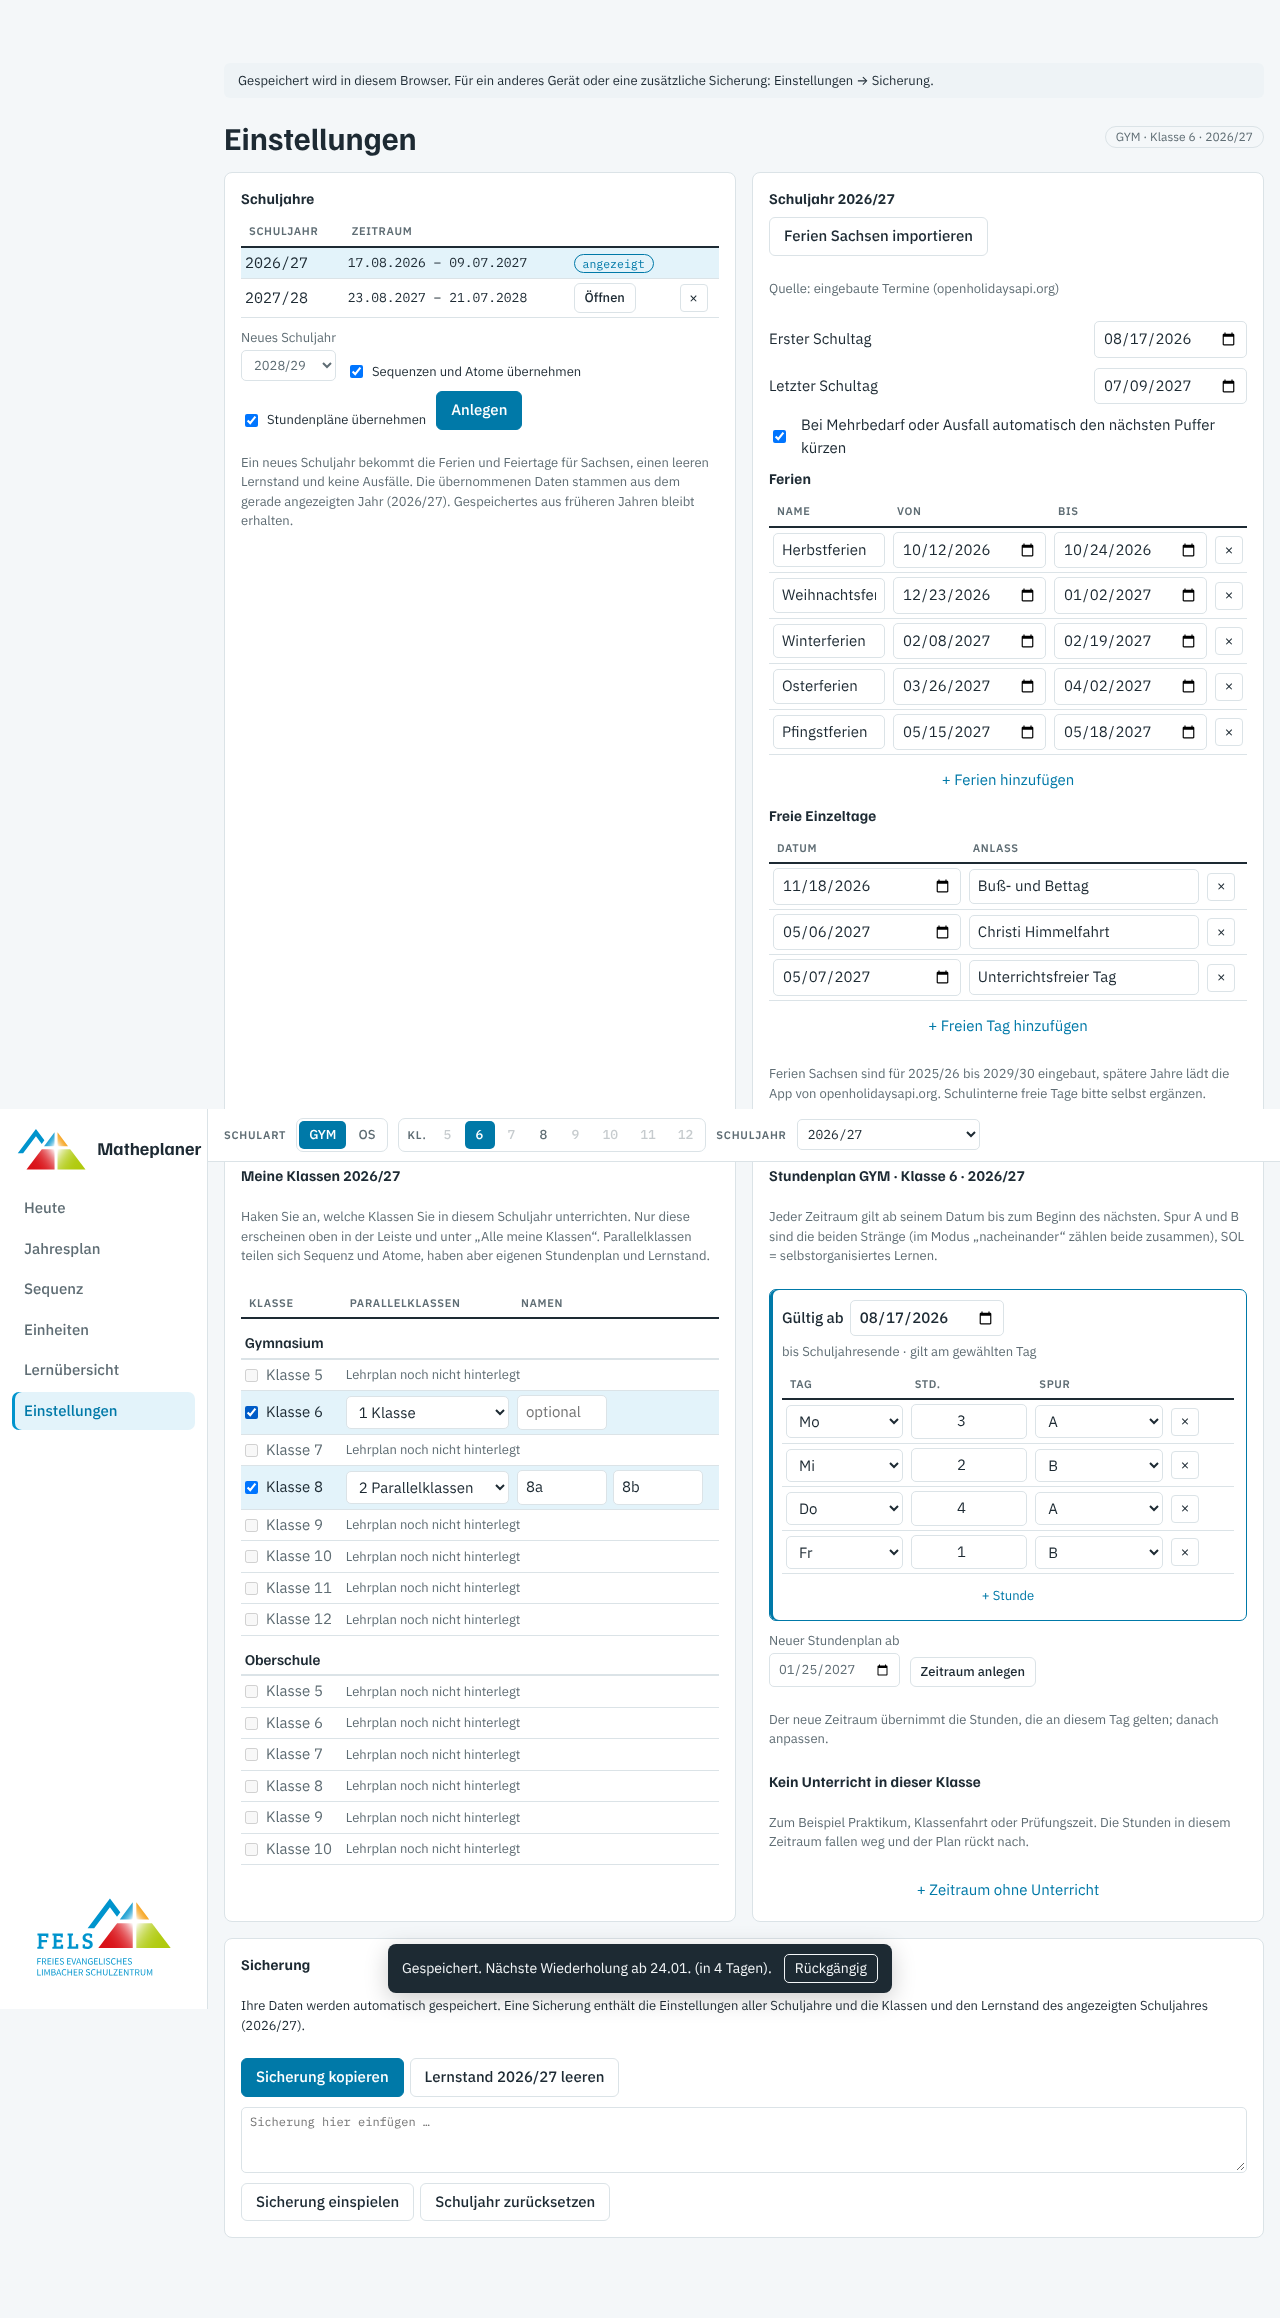 Gespeichert wird in diesem Browser. Für ein anderes Gerät oder eine zusätzliche Sicherung: Einstellungen → Sicherung.
Einstellungen
GYM · Klasse 6 · 2026/27
Schuljahre
SCHULJAHR ZEITRAUM
2026/27 17.08.2026 – 09.07.2027 angezeigt
2027/28 23.08.2027 – 21.07.2028 Öffnen ×
Neues Schuljahr
2028/29 Sequenzen und Atome übernehmen
Stundenpläne übernehmen Anlegen
Ein neues Schuljahr bekommt die Ferien und Feiertage für Sachsen, einen leeren
Lernstand und keine Ausfälle. Die übernommenen Daten stammen aus dem
gerade angezeigten Jahr (2026/27). Gespeichertes aus früheren Jahren bleibt
erhalten.
Schuljahr 2026/27
Ferien Sachsen importieren
Quelle: eingebaute Termine (openholidaysapi.org)
Erster Schultag 08/17/2026
Letzter Schultag 07/09/2027
Bei Mehrbedarf oder Ausfall automatisch den nächsten Puffer
kürzen
Ferien
NAME VON BIS
Herbstferien 10/12/2026 10/24/2026 ×
Weihnachtsfer 12/23/2026 01/02/2027 ×
Winterferien 02/08/2027 02/19/2027 ×
Osterferien 03/26/2027 04/02/2027 ×
Pfingstferien 05/15/2027 05/18/2027 ×
+ Ferien hinzufügen
Freie Einzeltage
DATUM ANLASS
11/18/2026 Buß- und Bettag ×
05/06/2027 Christi Himmelfahrt ×
05/07/2027 Unterrichtsfreier Tag ×
+ Freien Tag hinzufügen
Ferien Sachsen sind für 2025/26 bis 2029/30 eingebaut, spätere Jahre lädt die
App von openholidaysapi.org. Schulinterne freie Tage bitte selbst ergänzen.
Matheplaner
SCHULART GYM OS KL. 5 6 7 8 9 10 11 12 SCHULJAHR 2026/27
Heute
Jahresplan
Sequenz
Einheiten
Lernübersicht
Einstellungen
FELS
FREIES EVANGELISCHES
LIMBACHER SCHULZENTRUM
Meine Klassen 2026/27
Haken Sie an, welche Klassen Sie in diesem Schuljahr unterrichten. Nur diese
erscheinen oben in der Leiste und unter „Alle meine Klassen“. Parallelklassen
teilen sich Sequenz und Atome, haben aber eigenen Stundenplan und Lernstand.
KLASSE PARALLELKLASSEN NAMEN
Gymnasium
Klasse 5 Lehrplan noch nicht hinterlegt
Klasse 6 1 Klasse optional
Klasse 7 Lehrplan noch nicht hinterlegt
Klasse 8 2 Parallelklassen 8a 8b
Klasse 9 Lehrplan noch nicht hinterlegt
Klasse 10 Lehrplan noch nicht hinterlegt
Klasse 11 Lehrplan noch nicht hinterlegt
Klasse 12 Lehrplan noch nicht hinterlegt
Oberschule
Klasse 5 Lehrplan noch nicht hinterlegt
Klasse 6 Lehrplan noch nicht hinterlegt
Klasse 7 Lehrplan noch nicht hinterlegt
Klasse 8 Lehrplan noch nicht hinterlegt
Klasse 9 Lehrplan noch nicht hinterlegt
Klasse 10 Lehrplan noch nicht hinterlegt
Stundenplan GYM · Klasse 6 · 2026/27
Jeder Zeitraum gilt ab seinem Datum bis zum Beginn des nächsten. Spur A und B
sind die beiden Stränge (im Modus „nacheinander“ zählen beide zusammen), SOL
= selbstorganisiertes Lernen.
Gültig ab 08/17/2026
bis Schuljahresende · gilt am gewählten Tag
TAG STD. SPUR
Mo 3 A ×
Mi 2 B ×
Do 4 A ×
Fr 1 B ×
+ Stunde
Neuer Stundenplan ab
01/25/2027 Zeitraum anlegen
Der neue Zeitraum übernimmt die Stunden, die an diesem Tag gelten; danach
anpassen.
Kein Unterricht in dieser Klasse
Zum Beispiel Praktikum, Klassenfahrt oder Prüfungszeit. Die Stunden in diesem
Zeitraum fallen weg und der Plan rückt nach.
+ Zeitraum ohne Unterricht
Sicherung
Gespeichert. Nächste Wiederholung ab 24.01. (in 4 Tagen). Rückgängig
Ihre Daten werden automatisch gespeichert. Eine Sicherung enthält die Einstellungen aller Schuljahre und die Klassen und den Lernstand des angezeigten Schuljahres
(2026/27).
Sicherung kopieren Lernstand 2026/27 leeren
Sicherung hier einfügen …
Sicherung einspielen Schuljahr zurücksetzen